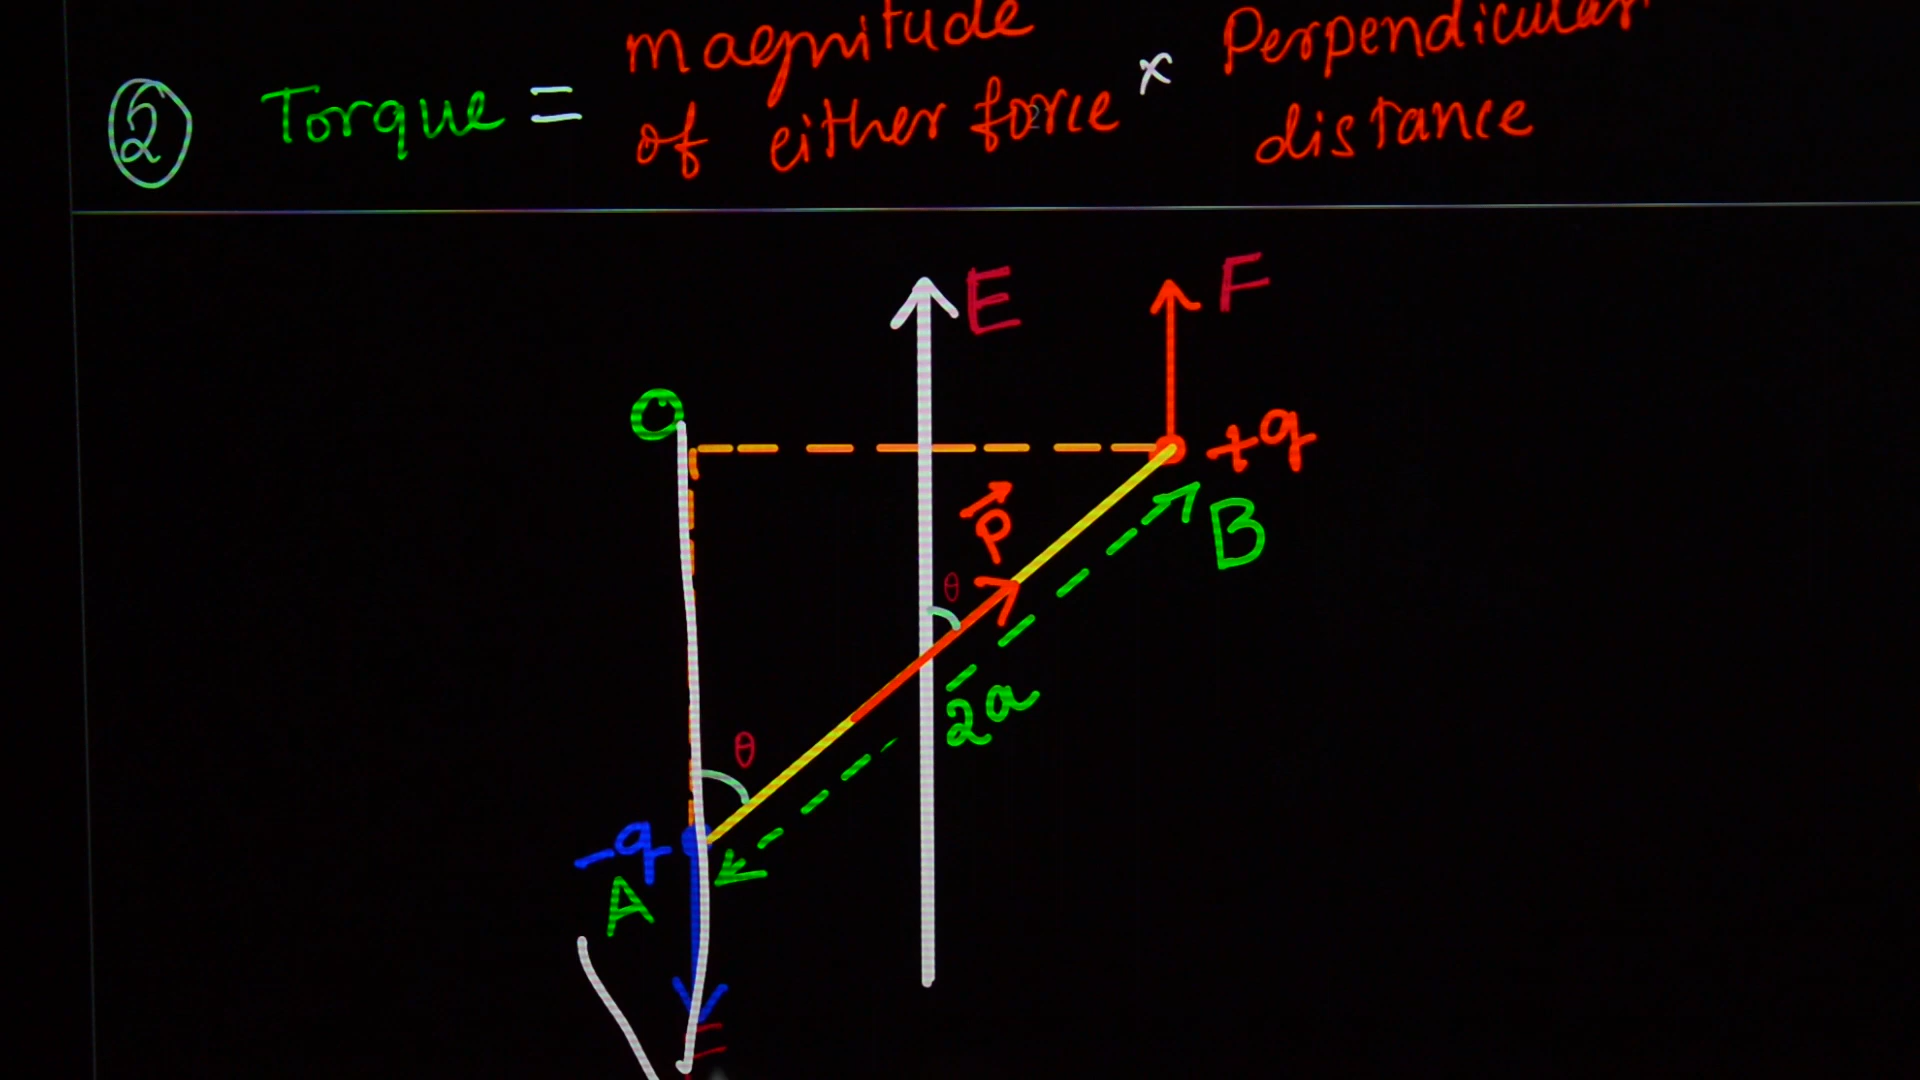 magnitude
Perpendicular
② Torque = of either force × distance
E
F
O
+q
p
B
θ
2a
θ
-q
A
F